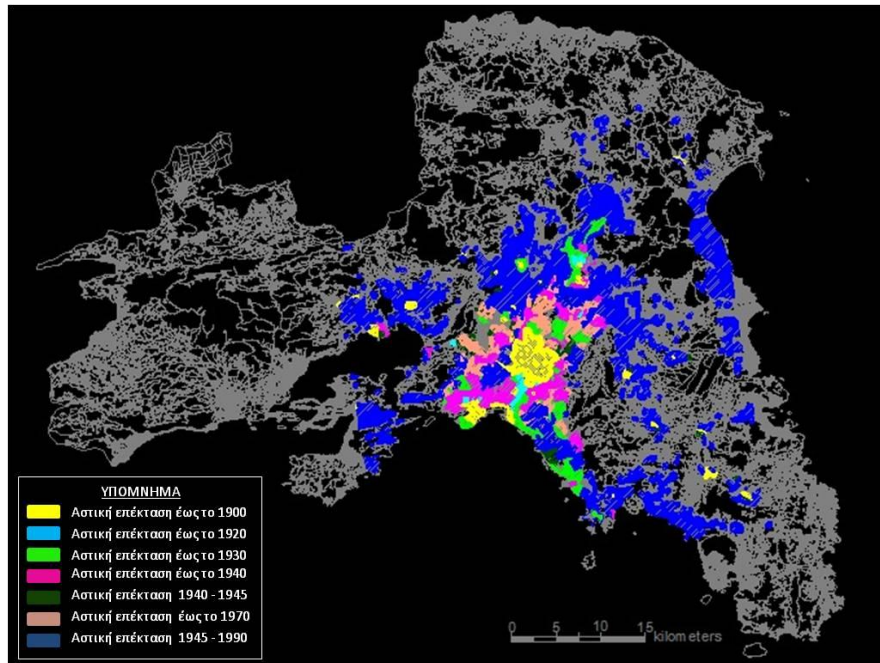 ΥΠΟΜΝΗΜΑ
Αστική επέκταση έως το 1900
Αστική επέκταση έως το 1920
Αστική επέκταση έως το 1930
Αστική επέκταση έως το 1940
Αστική επέκταση 1940 - 1945
Αστική επέκταση έως το 1970
Αστική επέκταση 1945 - 1990
0 5 10 15
kilometers